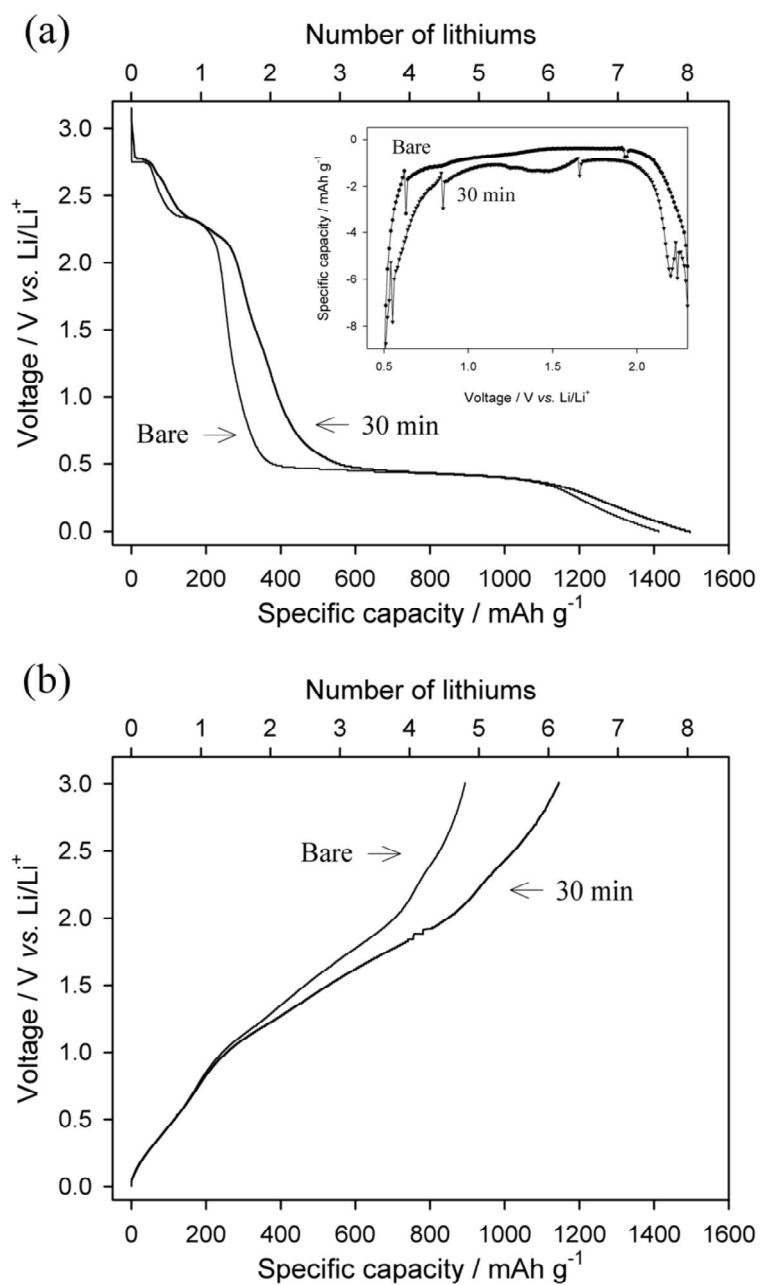 (a)
Number of lithiums
0 1 2 3 4 5 6 7 8
Voltage / V vs. Li/Li⁺
3.0
2.5
2.0
1.5
1.0
0.5
0.0
Bare
30 min
Specific capacity / mAh g⁻¹
0
-2
-4
-6
-8
Bare
30 min
0.5 1.0 1.5 2.0
Voltage / V vs. Li/Li⁺
0 200 400 600 800 1000 1200 1400 1600
Specific capacity / mAh g⁻¹
(b)
Number of lithiums
0 1 2 3 4 5 6 7 8
Voltage / V vs. Li/Li⁺
3.0
2.5
2.0
1.5
1.0
0.5
0.0
Bare
30 min
0 200 400 600 800 1000 1200 1400 1600
Specific capacity / mAh g⁻¹